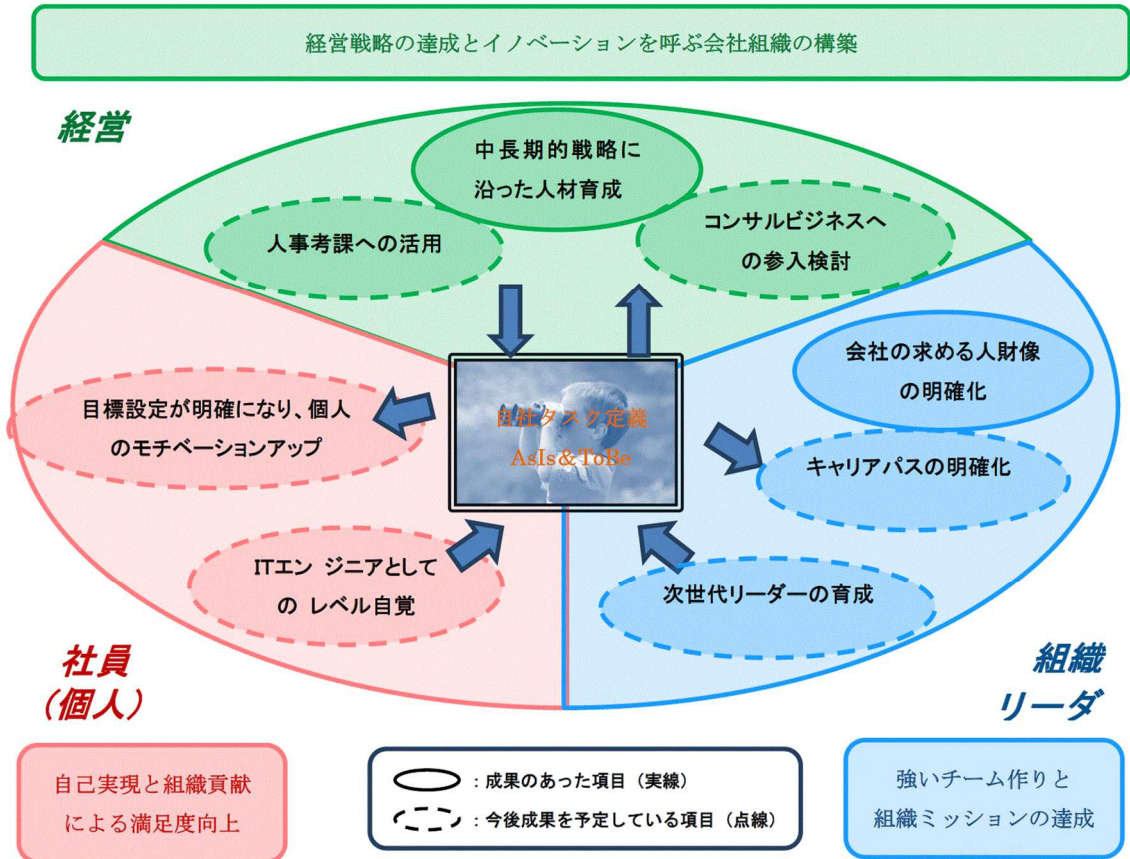 経営戦略の達成とイノベーションを呼ぶ会社組織の構築
経営
中長期的戦略に
沿った人材育成
人事考課への活用
コンサルビジネスへ
の参入検討
会社の求める人財像
の明確化
目標設定が明確になり、個人
のモチベーションアップ
自社タスク定義
AsIs&ToBe
キャリアパスの明確化
ITエン ジニアとして
の レベル自覚
次世代リーダーの育成
社員
（個人）
組織
リーダ
自己実現と組織貢献
による満足度向上
：成果のあった項目（実線）
：今後成果を予定している項目（点線）
強いチーム作りと
組織ミッションの達成